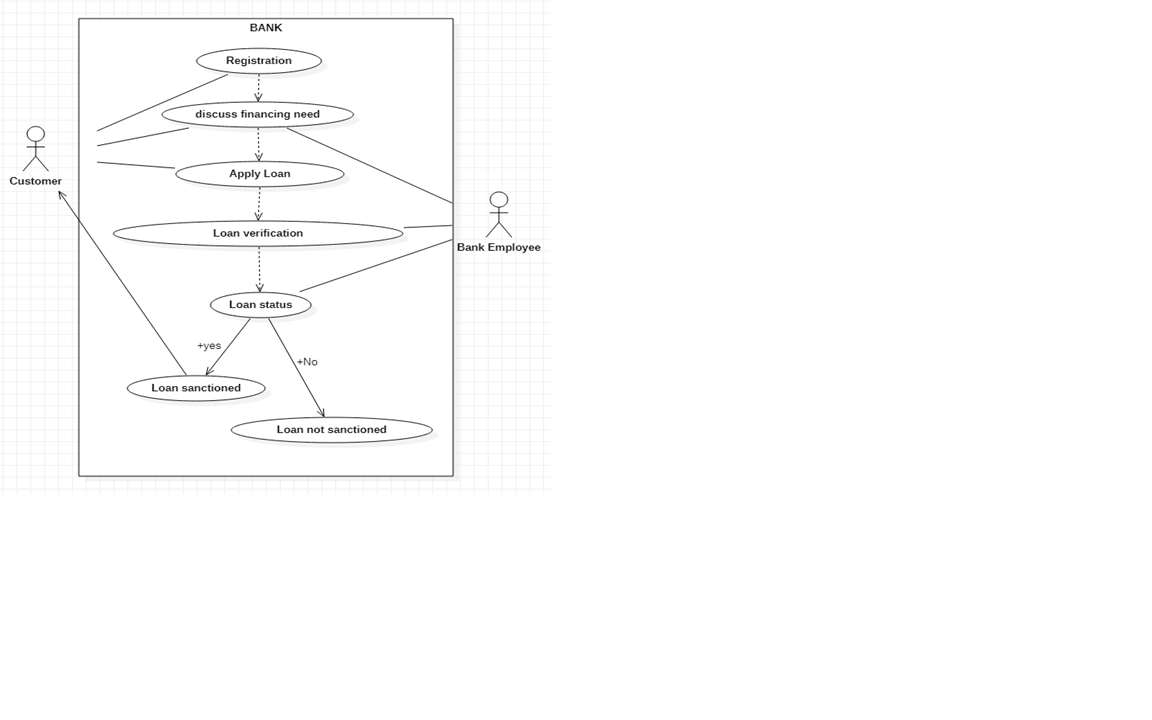 BANK
Registration
discuss financing need
Customer
Apply Loan
Loan verification
Bank Employee
Loan status
+yes
+No
Loan sanctioned
Loan not sanctioned